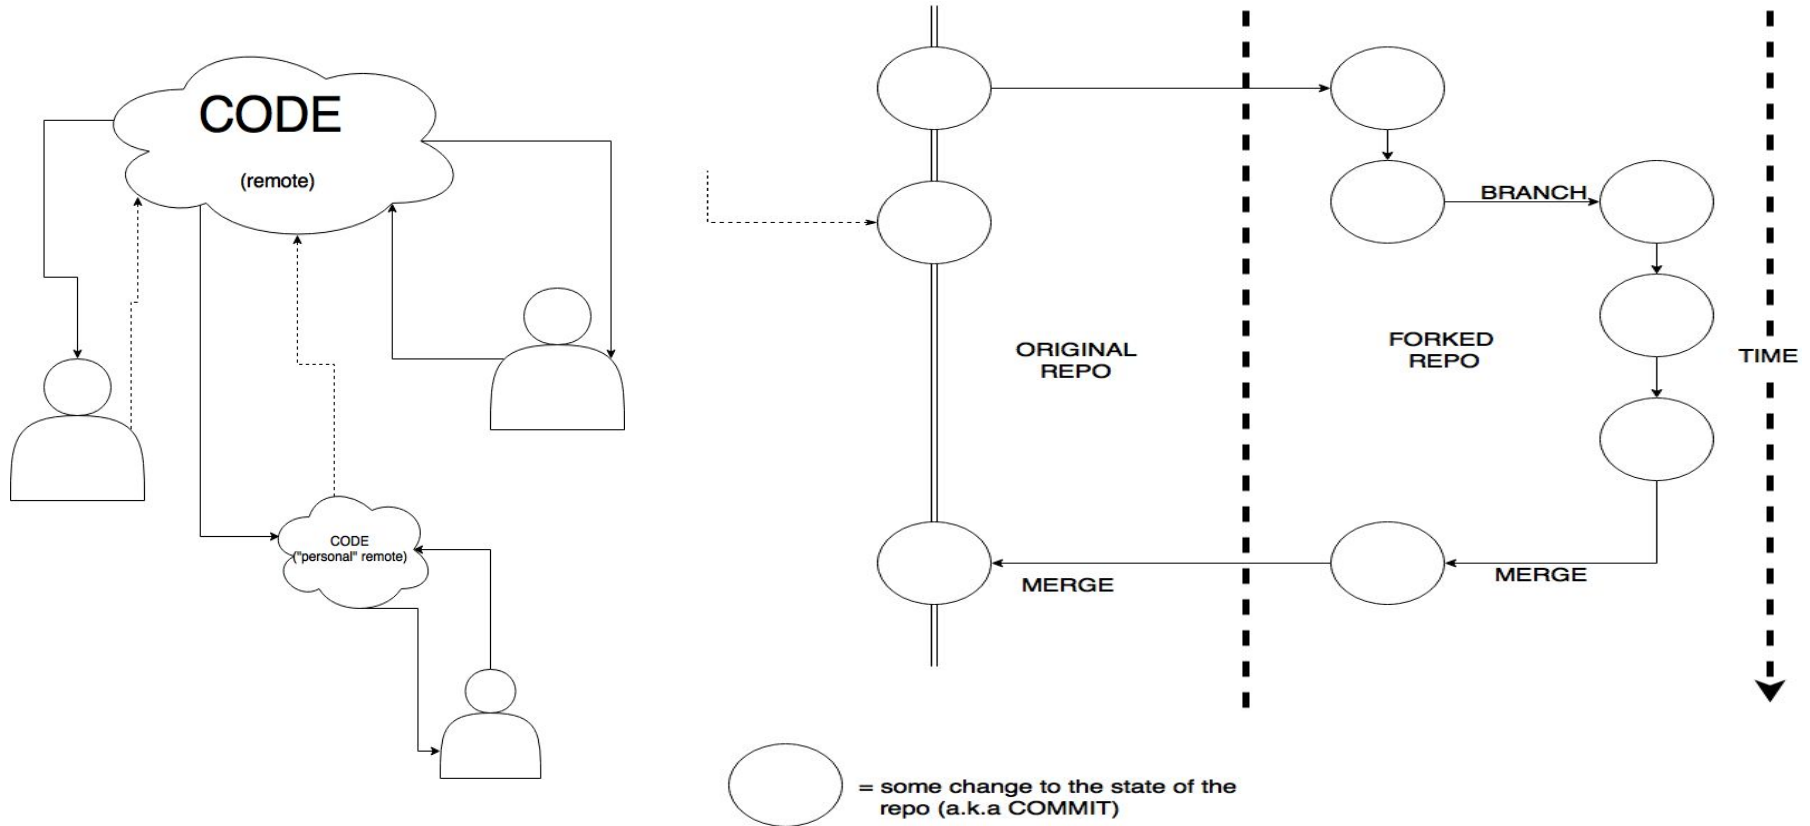 CODE
(remote)
CODE
("personal" remote)
BRANCH
ORIGINAL
REPO
FORKED
REPO
TIME
MERGE
MERGE
= some change to the state of the
repo (a.k.a COMMIT)